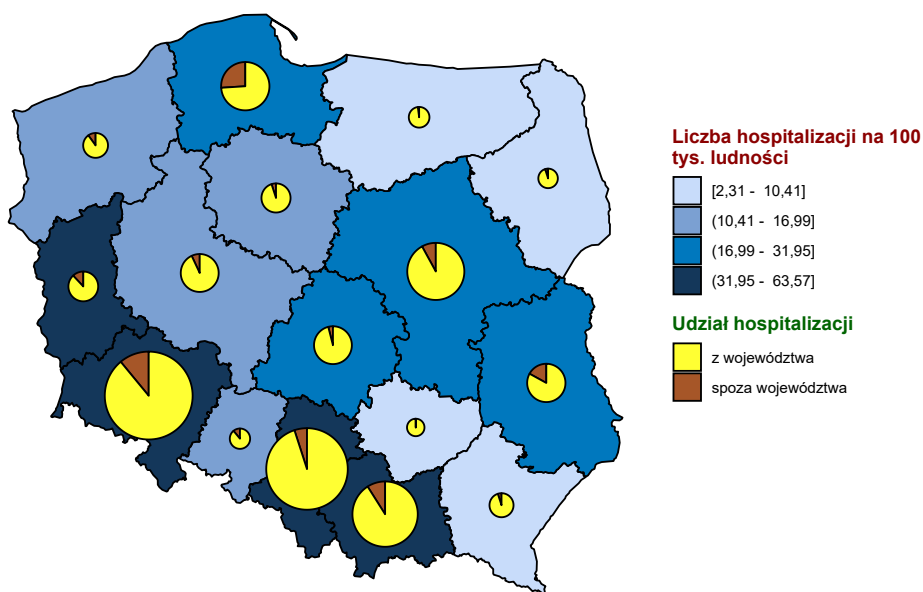 Liczba hospitalizacji na 100
tys. ludności
[2,31 - 10,41]
(10,41 - 16,99]
(16,99 - 31,95]
(31,95 - 63,57]
Udział hospitalizacji
z województwa
spoza województwa